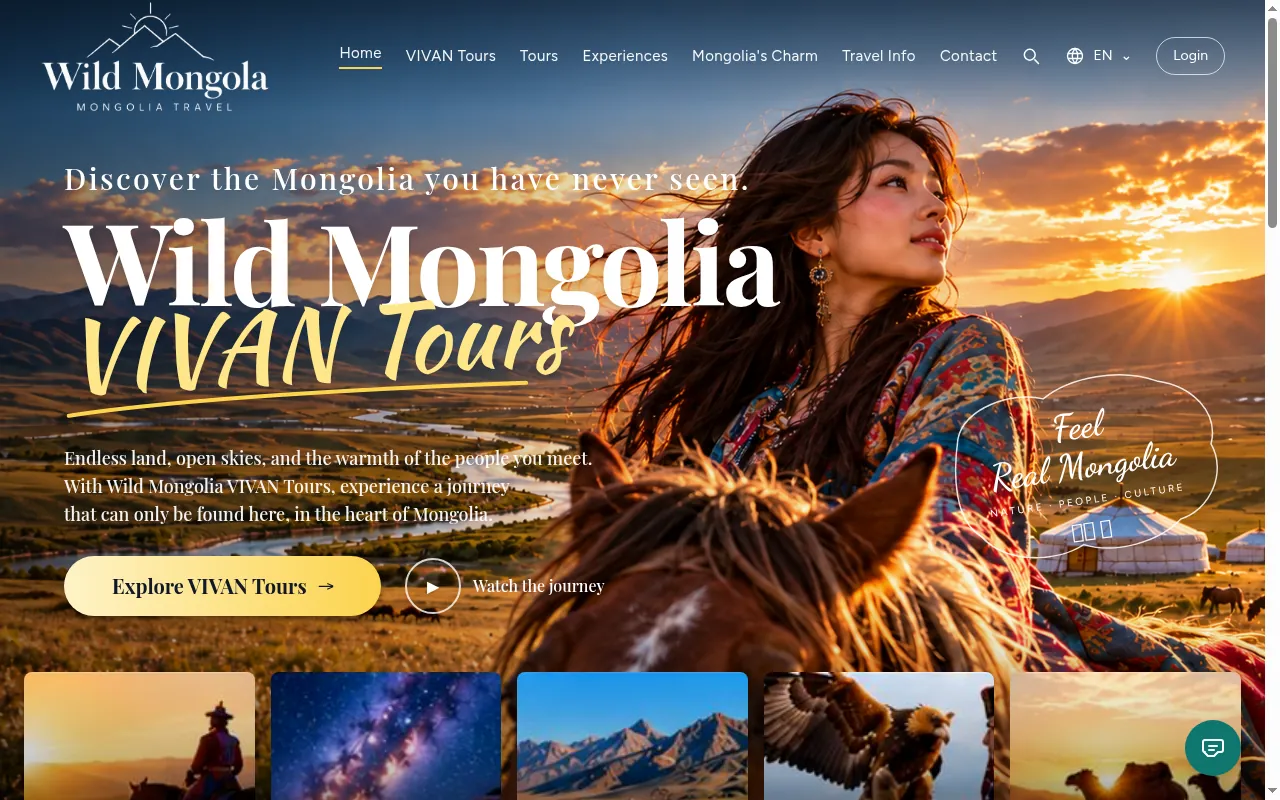 Wild Mongola
MONGOLIA TRAVEL
Home
VIVAN Tours
Tours
Experiences
Mongolia's Charm
Travel Info
Contact
EN
Login
Discover the Mongolia you have never seen.
Wild Mongolia
VIVAN Tours
Endless land, open skies, and the warmth of the people you meet.
With Wild Mongolia VIVAN Tours, experience a journey
that can only be found here, in the heart of Mongolia.
Explore VIVAN Tours →
Watch the journey
Feel
Real Mongolia
NATURE · PEOPLE · CULTURE